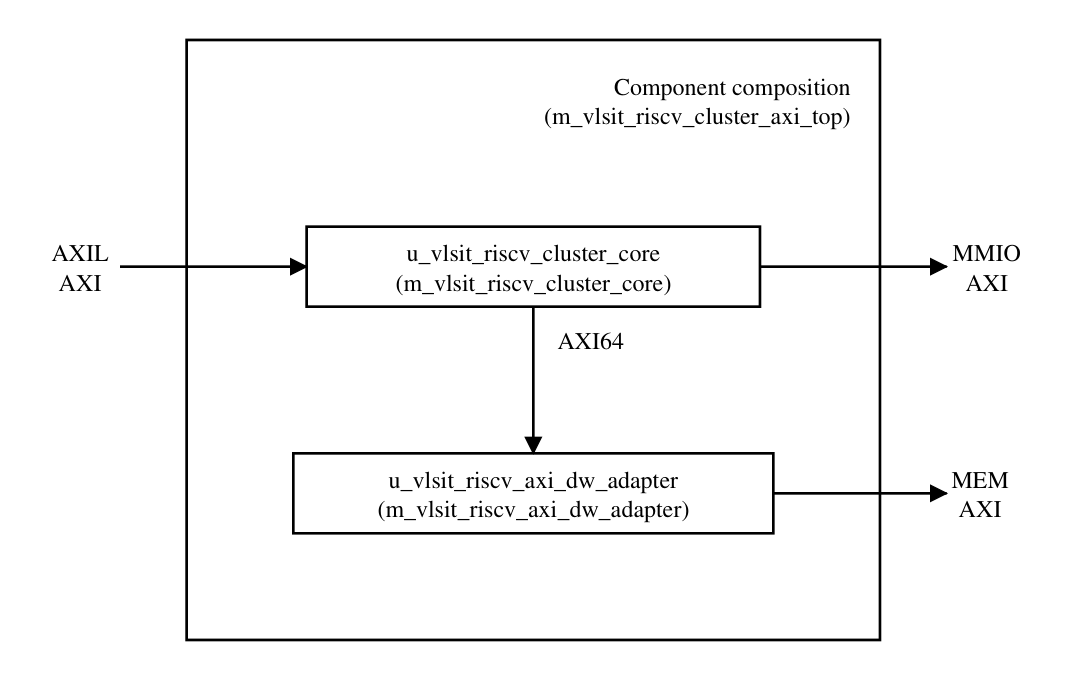 Component composition
(m_vlsit_riscv_cluster_axi_top)
AXIL
AXI
u_vlsit_riscv_cluster_core
(m_vlsit_riscv_cluster_core)
MMIO
AXI
AXI64
u_vlsit_riscv_axi_dw_adapter
(m_vlsit_riscv_axi_dw_adapter)
MEM
AXI